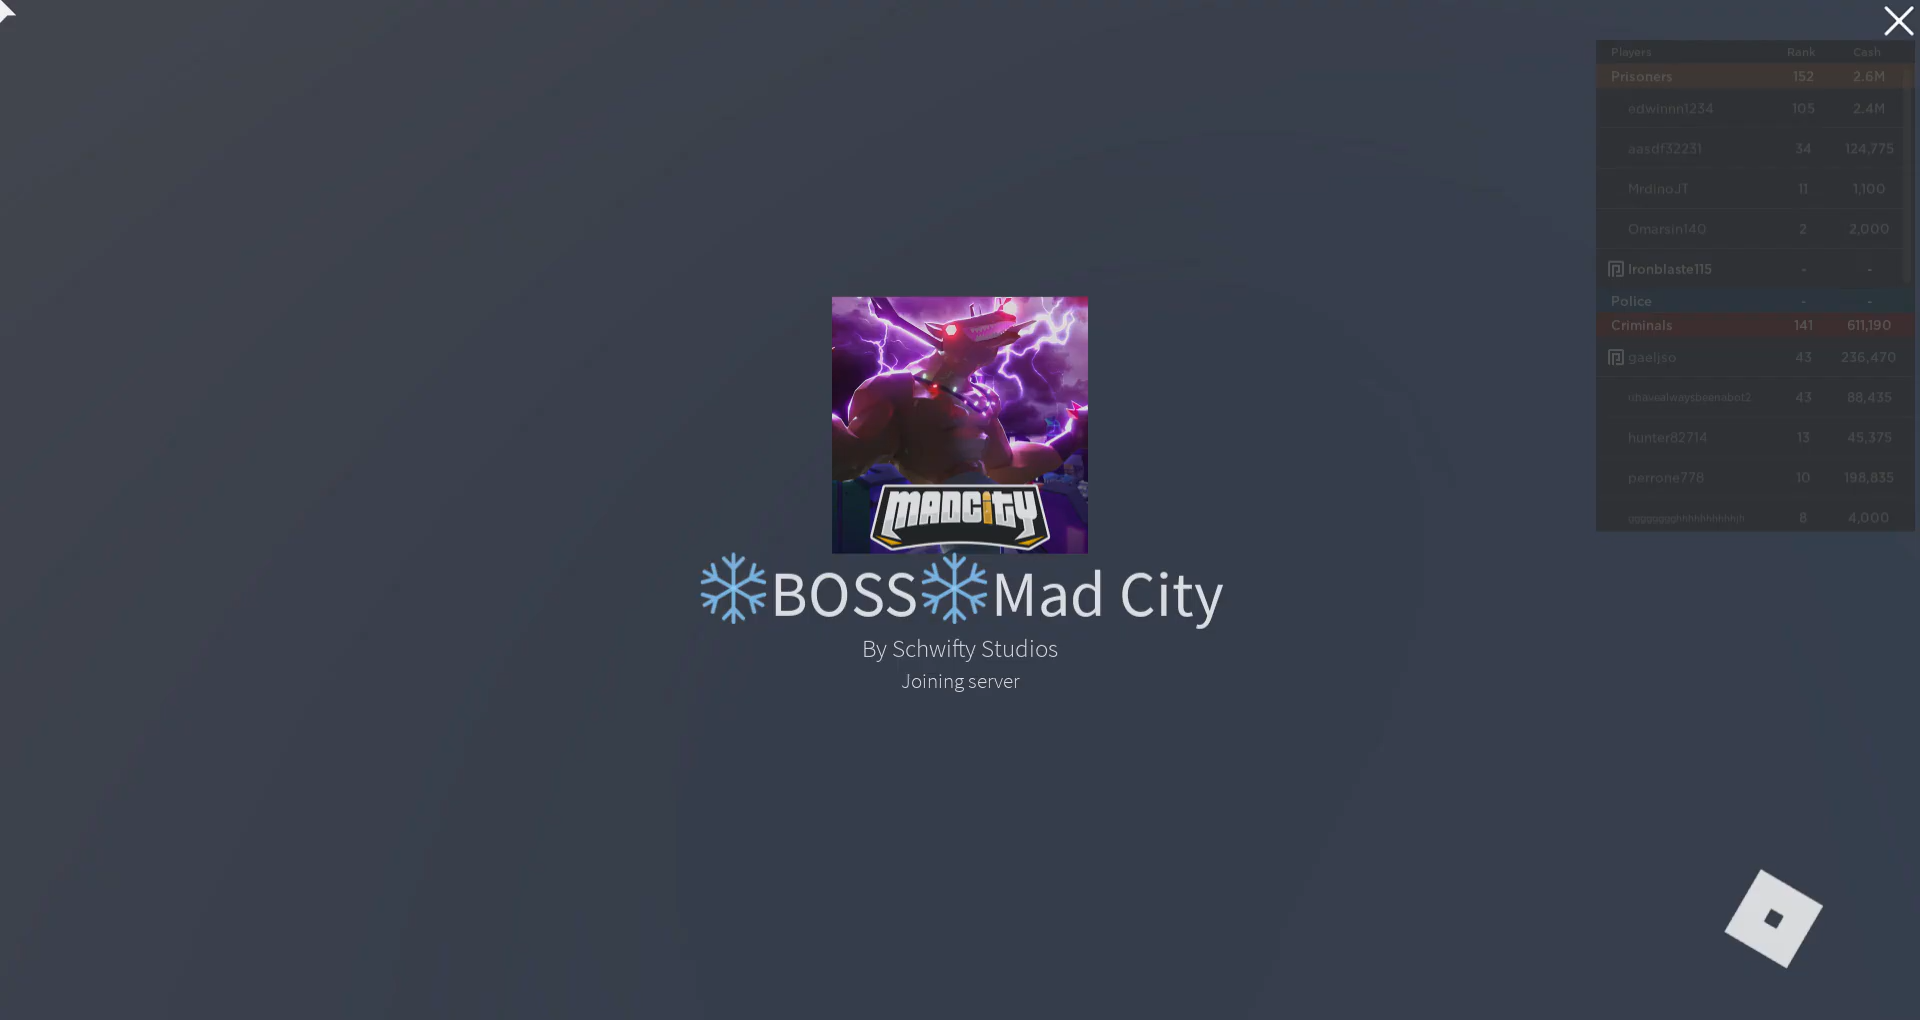 Players Rank Cash
Prisoners 152 2.6M
edwinnn1234 105 2.4M
aasdf32231 34 124,775
MrdinoJT 11 1,100
Omarsin140 2 2,000
Ironblaste115 - -
Police - -
Criminals 141 611,190
gaeljso 43 236,470
43 88,435
hunter82714 13 45,375
perrone778 10 198,835
8 4,000
MADCITY
❄BOSS❄Mad City
By Schwifty Studios
Joining server